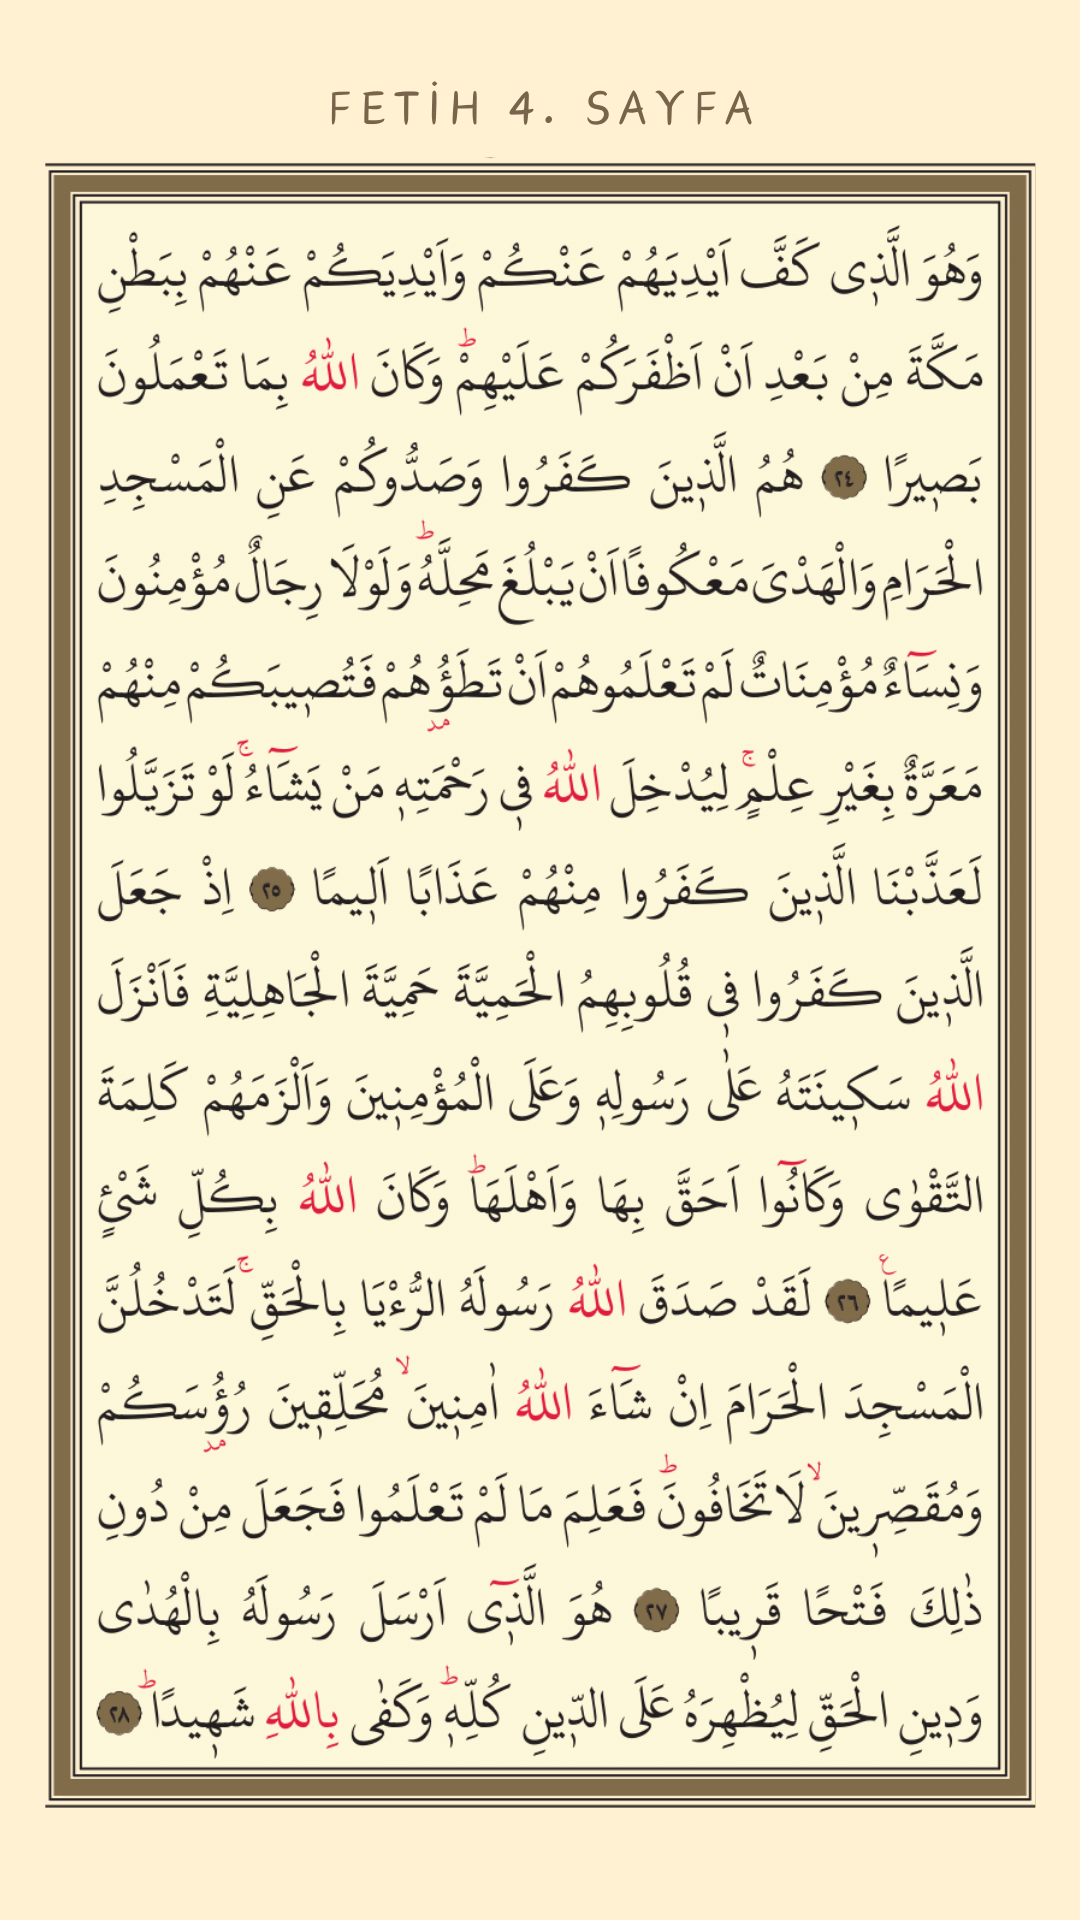 FETİH 4. SAYFA
وَهُوَ الَّذ۪ى كَفَّ اَيْدِيَهُمْ عَنْكُمْ وَاَيْدِيَكُمْ عَنْهُمْ بِبَطْنِ
مَكَّةَ مِنْ بَعْدِ اَنْ اَظْفَرَكُمْ عَلَيْهِمْۜ وَكَانَ اللّٰهُ بِمَا تَعْمَلُونَ
بَص۪يرًا ﴿٢٤﴾ هُمُ الَّذ۪ينَ كَفَرُوا وَصَدُّوكُمْ عَنِ الْمَسْجِدِ
الْحَرَامِ وَالْهَدْىَ مَعْكُوفًا اَنْ يَبْلُغَ مَحِلَّهُۜ وَلَوْلَا رِجَالٌ مُؤْمِنُونَ
وَنِسَٓاءٌ مُؤْمِنَاتٌ لَمْ تَعْلَمُوهُمْ اَنْ تَطَؤُ۫هُمْ فَتُص۪يبَكُمْ مِنْهُمْ
مَعَرَّةٌ بِغَيْرِ عِلْمٍۚ لِيُدْخِلَ اللّٰهُ ف۪ى رَحْمَتِه۪ مَنْ يَشَٓاءُۚ لَوْ تَزَيَّلُوا
لَعَذَّبْنَا الَّذ۪ينَ كَفَرُوا مِنْهُمْ عَذَابًا اَل۪يمًا ﴿٢٥﴾ اِذْ جَعَلَ
الَّذ۪ينَ كَفَرُوا ف۪ى قُلُوبِهِمُ الْحَمِيَّةَ حَمِيَّةَ الْجَاهِلِيَّةِ فَاَنْزَلَ
اللّٰهُ سَك۪ينَتَهُ عَلٰى رَسُولِه۪ وَعَلَى الْمُؤْمِن۪ينَ وَاَلْزَمَهُمْ كَلِمَةَ
التَّقْوٰى وَكَانُٓوا اَحَقَّ بِهَا وَاَهْلَهَاۜ وَكَانَ اللّٰهُ بِكُلِّ شَىْءٍ
عَل۪يمًا۟ ﴿٢٦﴾ لَقَدْ صَدَقَ اللّٰهُ رَسُولَهُ الرُّءْيَا بِالْحَقِّۚ لَتَدْخُلُنَّ
الْمَسْجِدَ الْحَرَامَ اِنْ شَٓاءَ اللّٰهُ اٰمِن۪ينَۙ مُحَلِّق۪ينَ رُؤُ۫سَكُمْ
وَمُقَصِّر۪ينَۙ لَا تَخَافُونَۜ فَعَلِمَ مَا لَمْ تَعْلَمُوا فَجَعَلَ مِنْ دُونِ
ذٰلِكَ فَتْحًا قَر۪يبًا ﴿٢٧﴾ هُوَ الَّذ۪ٓى اَرْسَلَ رَسُولَهُ بِالْهُدٰى
وَد۪ينِ الْحَقِّ لِيُظْهِرَهُ عَلَى الدّ۪ينِ كُلِّه۪ۜ وَكَفٰى بِاللّٰهِ شَه۪يدًاۜ ﴿٢٨﴾